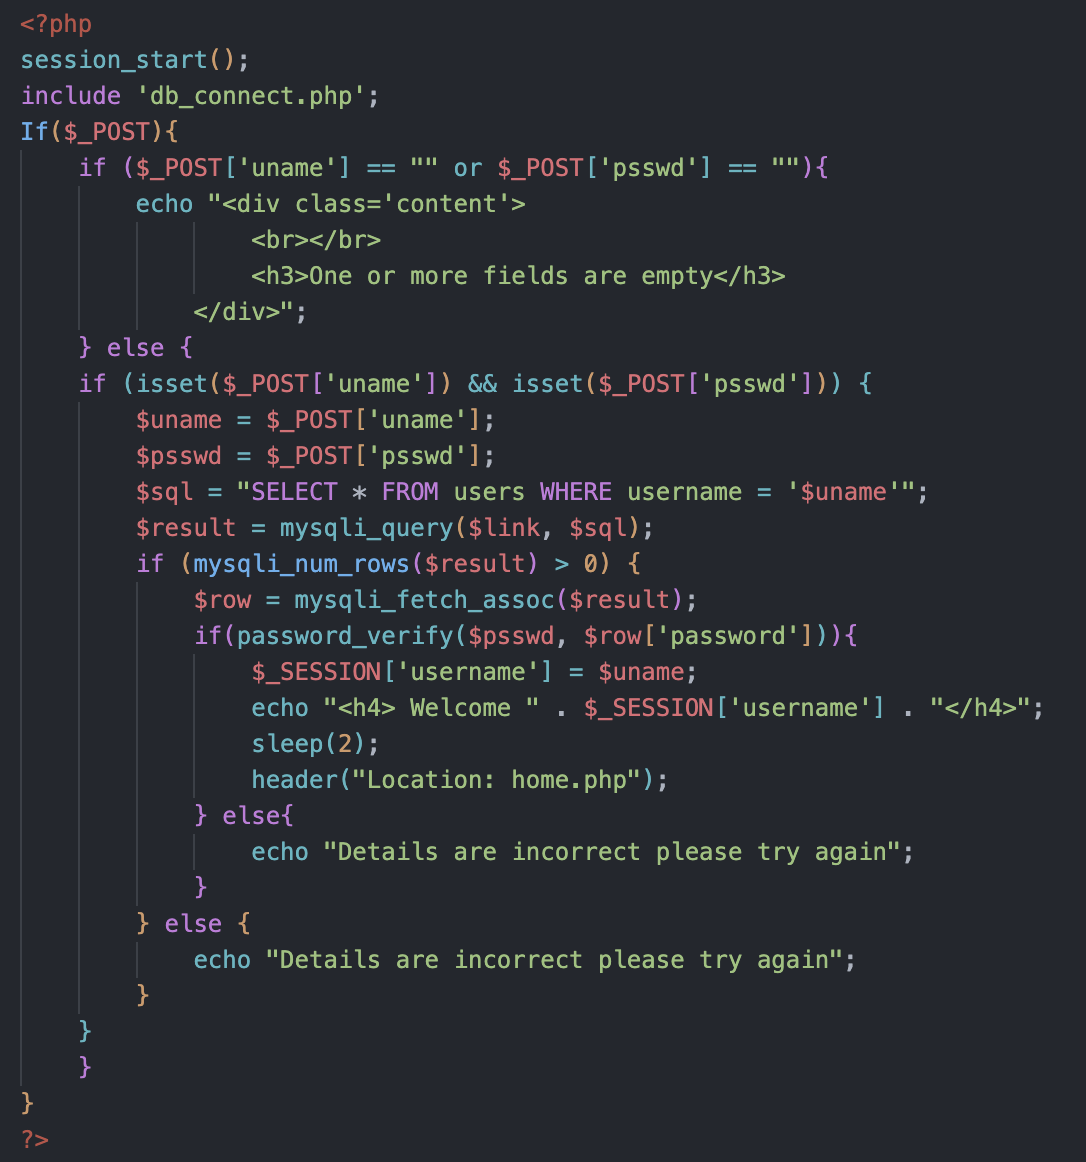 <?php
session_start();
include 'db_connect.php';
If($_POST){
    if ($_POST['uname'] == "" or $_POST['psswd'] == ""){
        echo "<div class='content'>
                <br></br>
                <h3>One or more fields are empty</h3>
            </div>";
    } else {
    if (isset($_POST['uname']) && isset($_POST['psswd'])) {
        $uname = $_POST['uname'];
        $psswd = $_POST['psswd'];
        $sql = "SELECT * FROM users WHERE username = '$uname'";
        $result = mysqli_query($link, $sql);
        if (mysqli_num_rows($result) > 0) {
            $row = mysqli_fetch_assoc($result);
            if(password_verify($psswd, $row['password'])){
                $_SESSION['username'] = $uname;
                echo "<h4> Welcome " . $_SESSION['username'] . "</h4>";
                sleep(2);
                header("Location: home.php");
            } else{
                echo "Details are incorrect please try again";
            }
        } else {
            echo "Details are incorrect please try again";
        }
    }
    }
}
?>